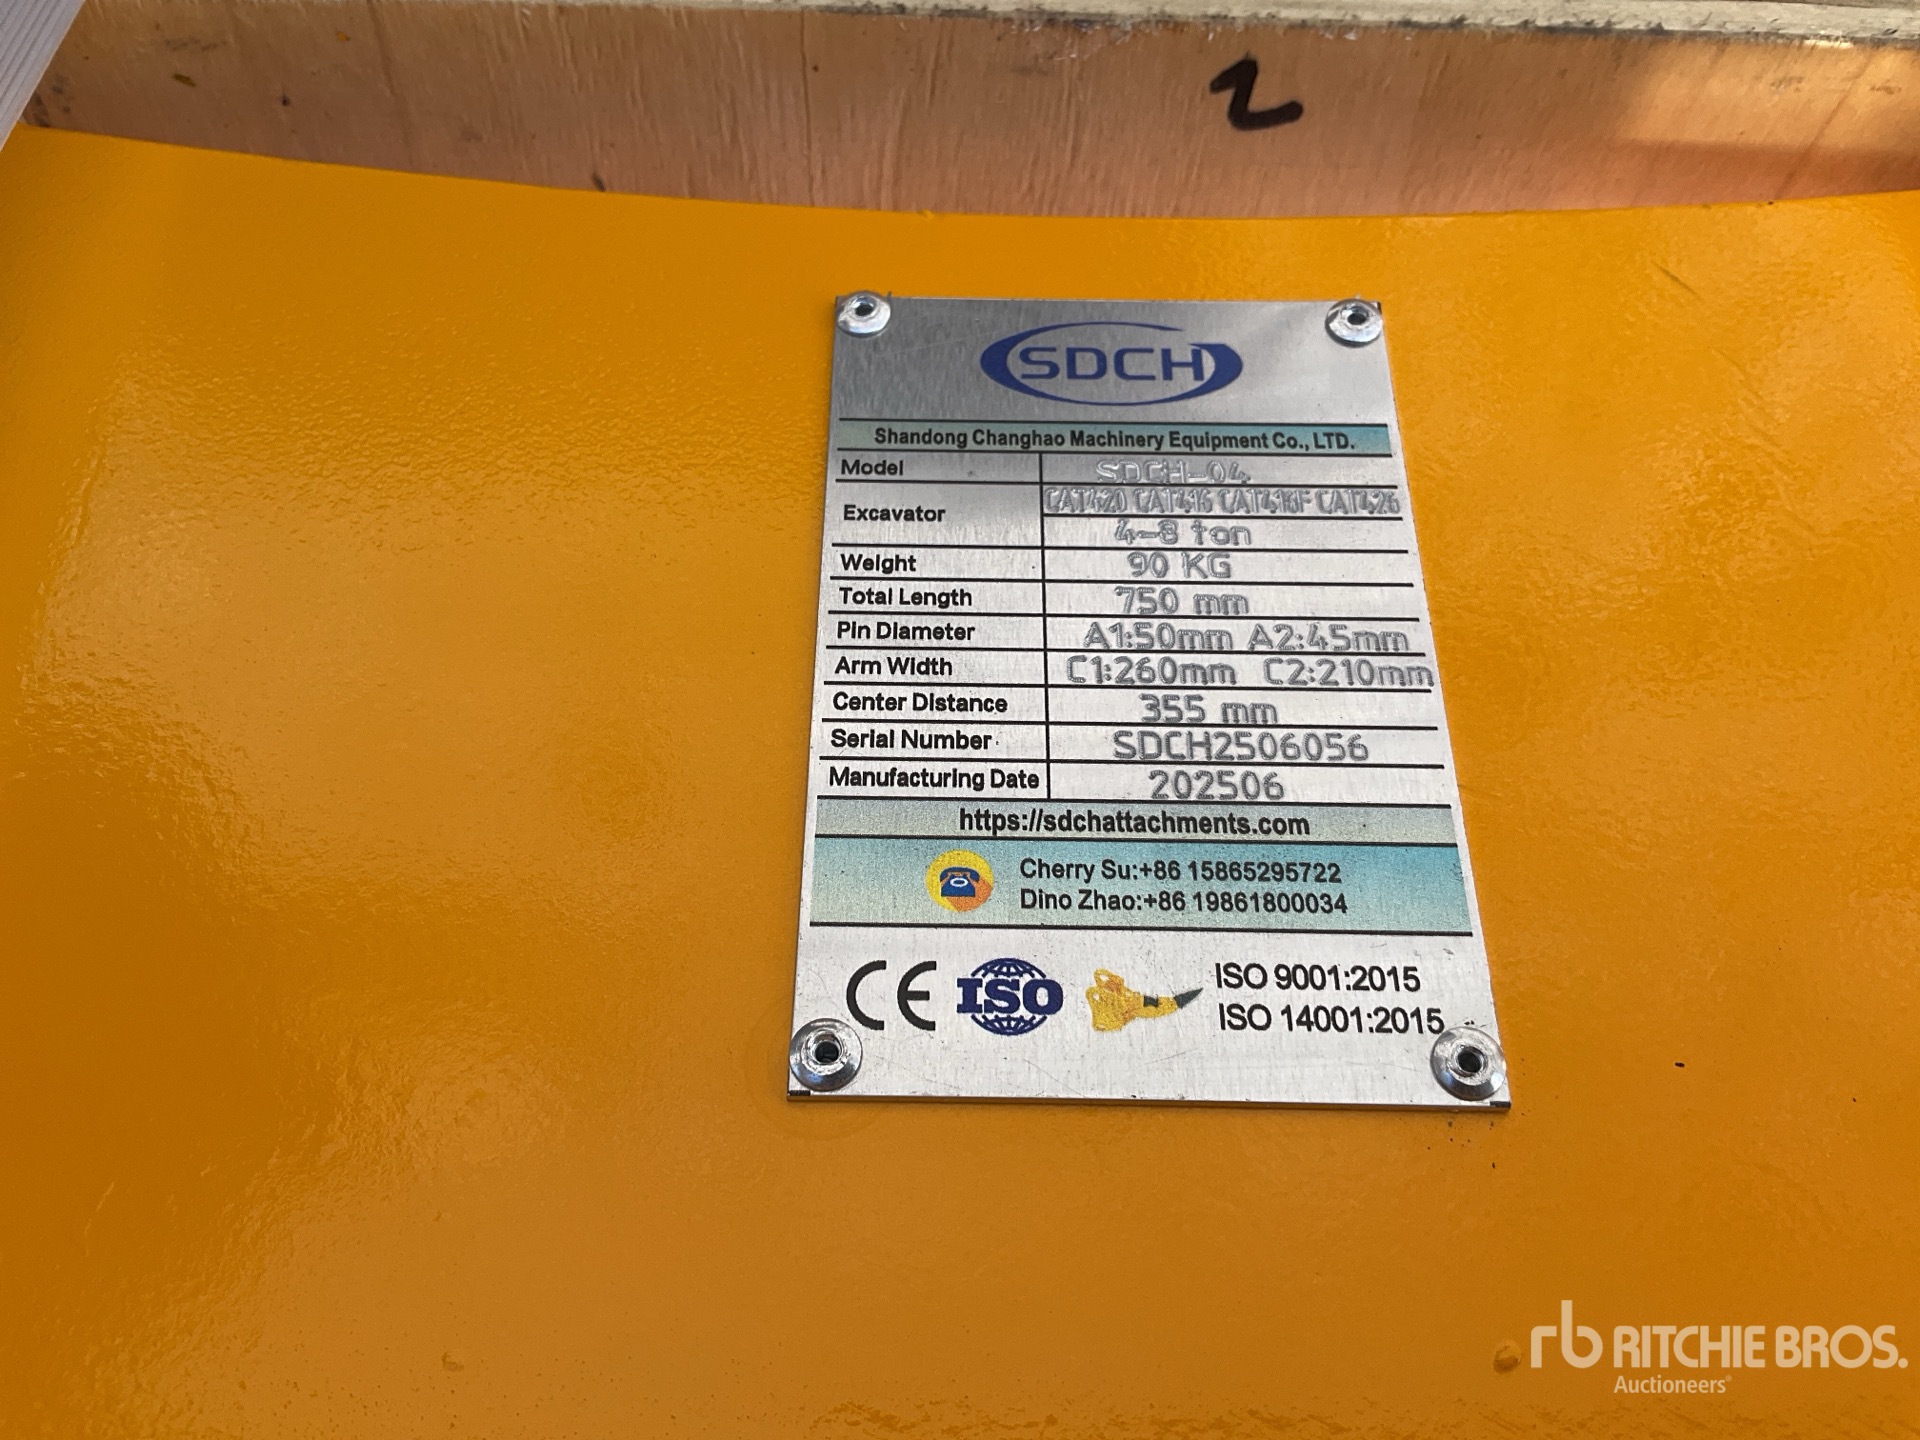 2
SDCH
Shandong Changhao Machinery Equipment Co., LTD.
Model SDCH-04
Excavator CAT420 CAT416 CAT416F CAT426
4-8 ton
Weight 90 KG
Total Length 750 mm
Pin Diameter A1:50mm A2:45mm
Arm Width C1:260mm C2:210mm
Center Distance 355 mm
Serial Number SDCH2506056
Manufacturing Date 202506
https://sdchattachments.com
Cherry Su:+86 15865295722
Dino Zhao:+86 19861800034
CE ISO ISO 9001:2015
ISO 14001:2015
rb RITCHIE BROS.
Auctioneers